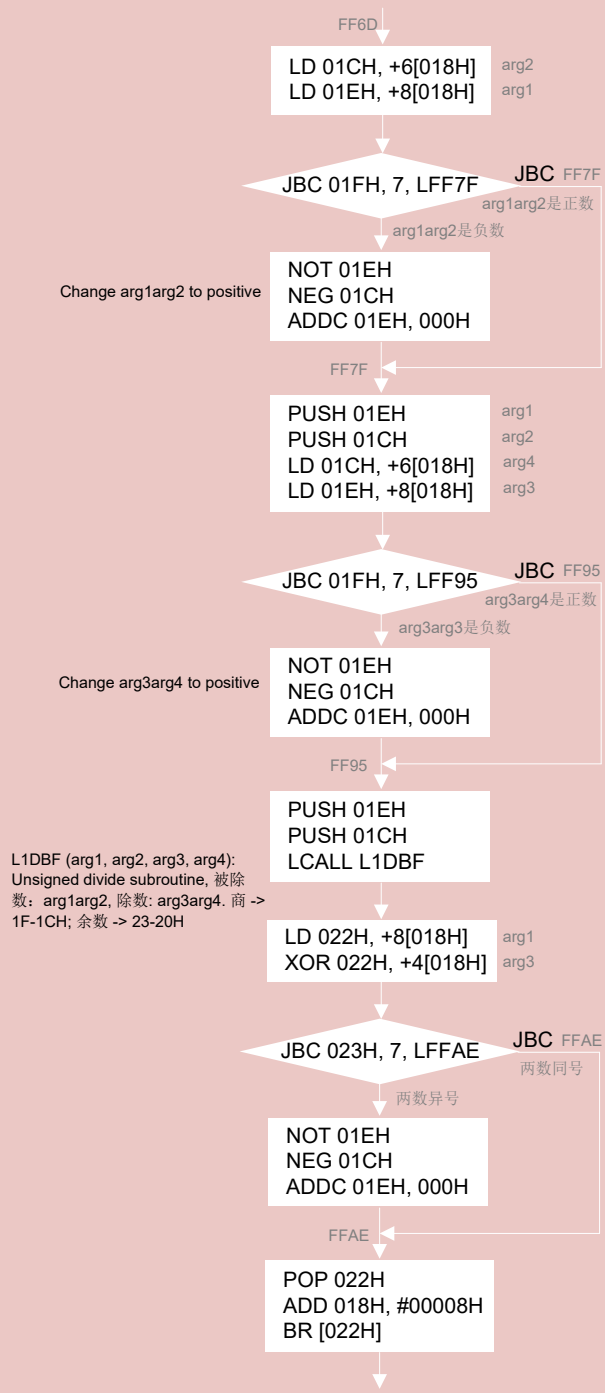 FF6D
LD 01CH, +6[018H]
arg2
LD 01EH, +8[018H]
arg1
JBC FF7F
JBC 01FH, 7, LFF7F
arg1arg2是正数
arg1arg2是负数
NOT 01EH
Change arg1arg2 to positive
NEG 01CH
ADDC 01EH, 000H
FF7F
PUSH 01EH
arg1
PUSH 01CH
arg2
LD 01CH, +6[018H]
arg4
LD 01EH, +8[018H]
arg3
JBC FF95
JBC 01FH, 7, LFF95
arg3arg4是正数
arg3arg3是负数
NOT 01EH
Change arg3arg4 to positive
NEG 01CH
ADDC 01EH, 000H
FF95
PUSH 01EH
PUSH 01CH
LCALL L1DBF
L1DBF (arg1, arg2, arg3, arg4):
Unsigned divide subroutine, 被除
数：arg1arg2, 除数: arg3arg4. 商 ->
1F-1CH; 余数 -> 23-20H
LD 022H, +8[018H]
arg1
XOR 022H, +4[018H]
arg3
JBC FFAE
JBC 023H, 7, LFFAE
两数同号
两数异号
NOT 01EH
NEG 01CH
ADDC 01EH, 000H
FFAE
POP 022H
ADD 018H, #00008H
BR [022H]